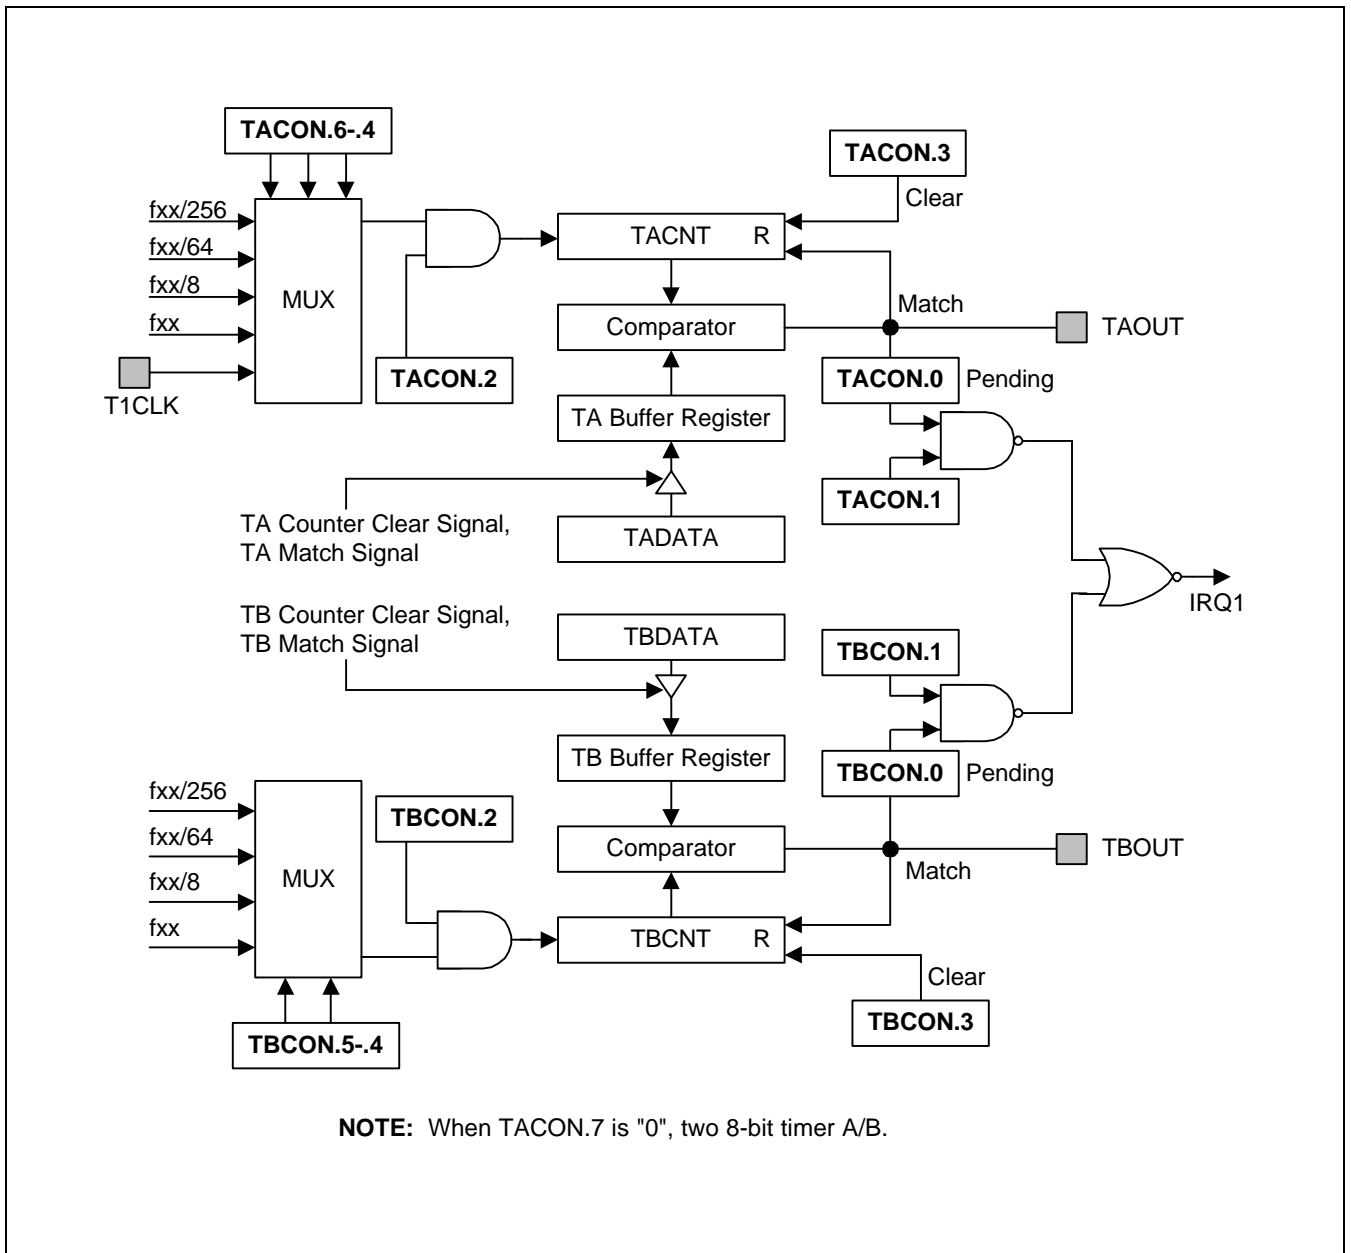 TACON.6-.4
TACON.3
Clear
fxx/256
fxx/64
fxx/8
fxx
T1CLK
MUX
TACON.2
TACNT R
Comparator
Match
TAOUT
TACON.0 Pending
TA Buffer Register
TACON.1
TA Counter Clear Signal,
TA Match Signal
TADATA
IRQ1
TB Counter Clear Signal,
TB Match Signal
TBDATA
TBCON.1
TB Buffer Register
TBCON.0 Pending
fxx/256
fxx/64
fxx/8
fxx
MUX
TBCON.2
Comparator
Match
TBOUT
TBCNT R
Clear
TBCON.3
TBCON.5-.4
NOTE: When TACON.7 is "0", two 8-bit timer A/B.